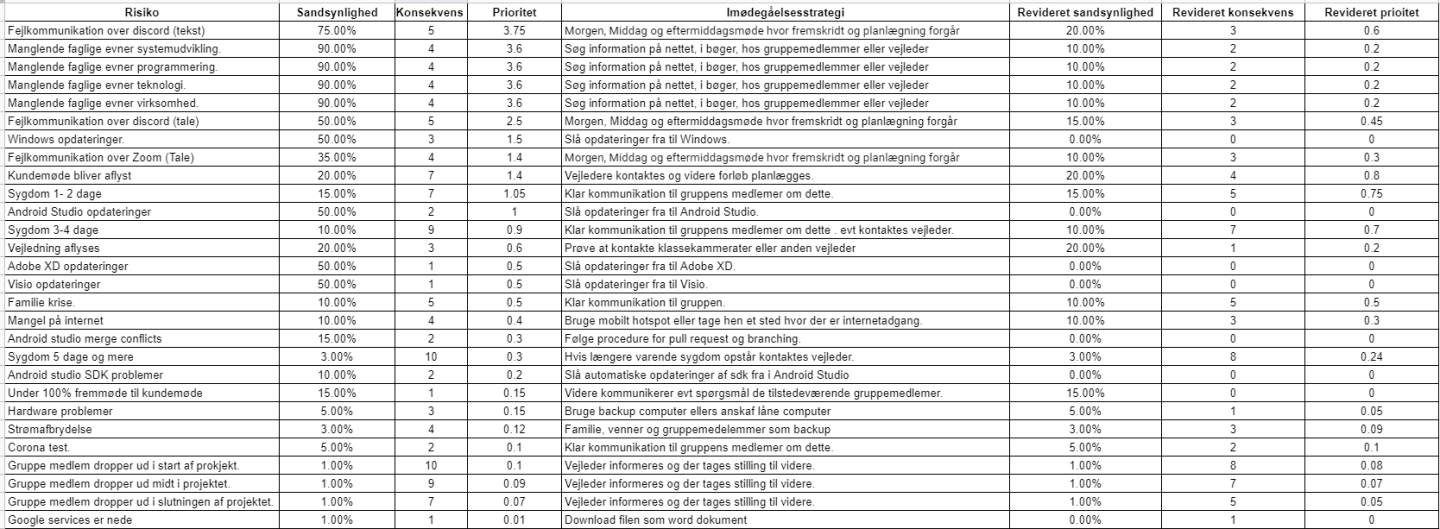 Risiko Sandsynlighed Konsekvens Prioritet Imødegåelsesstrategi Revideret sandsynlighed Revideret konsekvens Revideret prioitet
Fejlkommunikation over discord (tekst) 75.00% 5 3.75 Morgen, Middag og eftermiddagsmøde hvor fremskridt og planlægning forgår 20.00% 3 0.6
Manglende faglige evner systemudvikling. 90.00% 4 3.6 Søg information på nettet, i bøger, hos gruppemedlemmer eller vejleder 10.00% 2 0.2
Manglende faglige evner programmering. 90.00% 4 3.6 Søg information på nettet, i bøger, hos gruppemedlemmer eller vejleder 10.00% 2 0.2
Manglende faglige evner teknologi. 90.00% 4 3.6 Søg information på nettet, i bøger, hos gruppemedlemmer eller vejleder 10.00% 2 0.2
Manglende faglige evner virksomhed. 90.00% 4 3.6 Søg information på nettet, i bøger, hos gruppemedlemmer eller vejleder 10.00% 2 0.2
Fejlkommunikation over discord (tale) 50.00% 5 2.5 Morgen, Middag og eftermiddagsmøde hvor fremskridt og planlægning forgår 15.00% 3 0.45
Windows opdateringer. 50.00% 3 1.5 Slå opdateringer fra til Windows. 0.00% 0 0
Fejlkommunikation over Zoom (Tale) 35.00% 4 1.4 Morgen, Middag og eftermiddagsmøde hvor fremskridt og planlægning forgår 10.00% 3 0.3
Kundemøde bliver aflyst 20.00% 7 1.4 Vejledere kontaktes og videre forløb planlægges. 20.00% 4 0.8
Sygdom 1- 2 dage 15.00% 7 1.05 Klar kommunikation til gruppens medlemer om dette. 15.00% 5 0.75
Android Studio opdateringer 50.00% 2 1 Slå opdateringer fra til Android Studio. 0.00% 0 0
Sygdom 3-4 dage 10.00% 9 0.9 Klar kommunikation til gruppens medlemer om dette . evt kontaktes vejleder. 10.00% 7 0.7
Vejledning aflyses 20.00% 3 0.6 Prøve at kontakte klassekammerater eller anden vejleder 20.00% 1 0.2
Adobe XD opdateringer 50.00% 1 0.5 Slå opdateringer fra til Adobe XD. 0.00% 0 0
Visio opdateringer 50.00% 1 0.5 Slå opdateringer fra til Visio. 0.00% 0 0
Familie krise. 10.00% 5 0.5 Klar kommunikation til gruppen. 10.00% 5 0.5
Mangel på internet 10.00% 4 0.4 Bruge mobilt hotspot eller tage hen et sted hvor der er internetadgang. 10.00% 3 0.3
Android studio merge conflicts 15.00% 2 0.3 Følge procedure for pull request og branching. 0.00% 0 0
Sygdom 5 dage og mere 3.00% 10 0.3 Hvis længere varende sygdom opstår kontaktes vejleder. 3.00% 8 0.24
Android studio SDK problemer 10.00% 2 0.2 Slå automatiske opdateringer af sdk fra i Android Studio 0.00% 0 0
Under 100% fremmøde til kundemøde 15.00% 1 0.15 Videre kommunikerer evt spørgsmål de tilstedeværende gruppemedlemer. 15.00% 0 0
Hardware problemer 5.00% 3 0.15 Bruge backup computer ellers anskaf låne computer 5.00% 1 0.05
Strømafbrydelse 3.00% 4 0.12 Familie, venner og gruppemedelemmer som backup 3.00% 3 0.09
Corona test. 5.00% 2 0.1 Klar kommunikation til gruppens medlemer om dette. 5.00% 2 0.1
Gruppe medlem dropper ud i start af prokjekt. 1.00% 10 0.1 Vejleder informeres og der tages stilling til videre. 1.00% 8 0.08
Gruppe medlem dropper ud midt i projektet. 1.00% 9 0.09 Vejleder informeres og der tages stilling til videre. 1.00% 7 0.07
Gruppe medlem dropper ud i slutningen af projektet. 1.00% 7 0.07 Vejleder informeres og der tages stilling til videre. 1.00% 5 0.05
Google services er nede 1.00% 1 0.01 Download filen som word dokument 0.00% 1 0